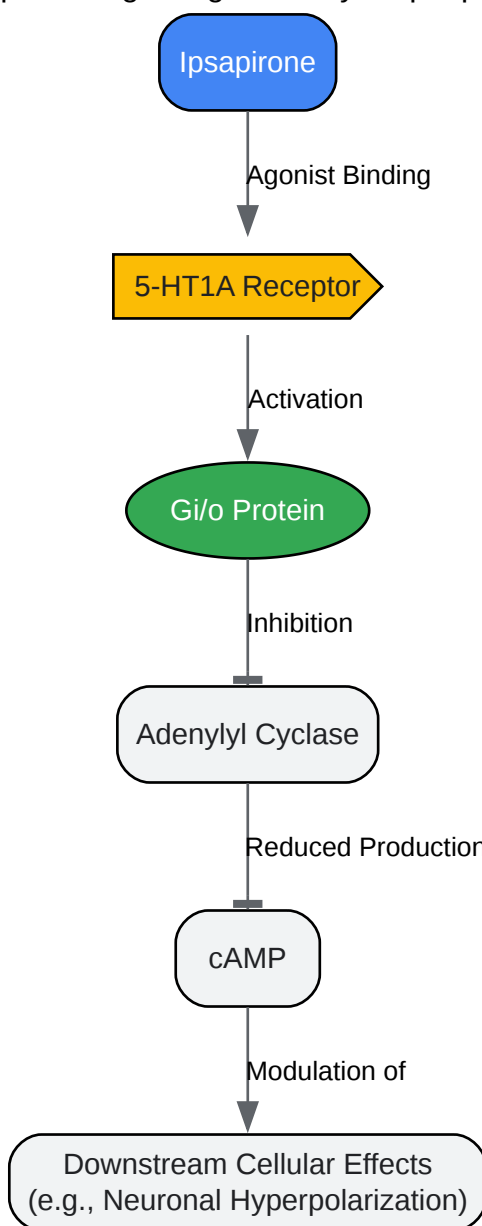 Ipsapirone
Agonist Binding
5-HT1A Receptor
Activation
Gi/o Protein
Inhibition
Adenylyl Cyclase
Reduced Production
cAMP
Modulation of
Downstream Cellular Effects
(e.g., Neuronal Hyperpolarization)